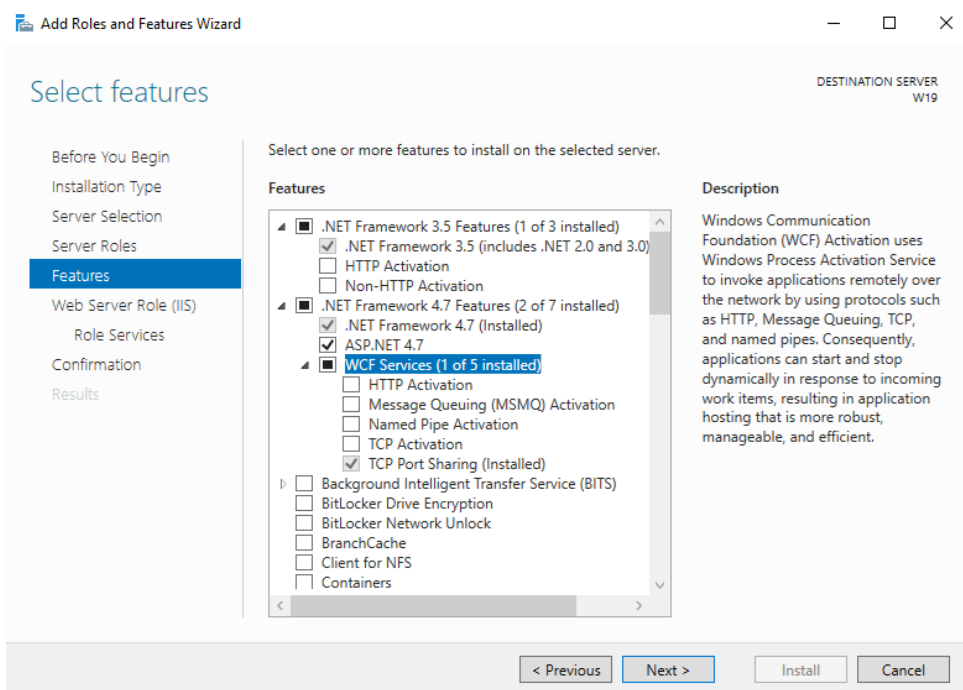 Add Roles and Features Wizard
Select features
DESTINATION SERVER
W19
Before You Begin
Installation Type
Server Selection
Server Roles
Features
Web Server Role (IIS)
Role Services
Confirmation
Results
Select one or more features to install on the selected server.
Features
.NET Framework 3.5 Features (1 of 3 installed)
.NET Framework 3.5 (includes .NET 2.0 and 3.0)
HTTP Activation
Non-HTTP Activation
.NET Framework 4.7 Features (2 of 7 installed)
.NET Framework 4.7 (Installed)
ASP.NET 4.7
WCF Services (1 of 5 installed)
HTTP Activation
Message Queuing (MSMQ) Activation
Named Pipe Activation
TCP Activation
TCP Port Sharing (Installed)
Background Intelligent Transfer Service (BITS)
BitLocker Drive Encryption
BitLocker Network Unlock
BranchCache
Client for NFS
Containers
Description
Windows Communication
Foundation (WCF) Activation uses
Windows Process Activation Service
to invoke applications remotely over
the network by using protocols such
as HTTP, Message Queuing, TCP,
and named pipes. Consequently,
applications can start and stop
dynamically in response to incoming
work items, resulting in application
hosting that is more robust,
manageable, and efficient.
< Previous
Next >
Install
Cancel